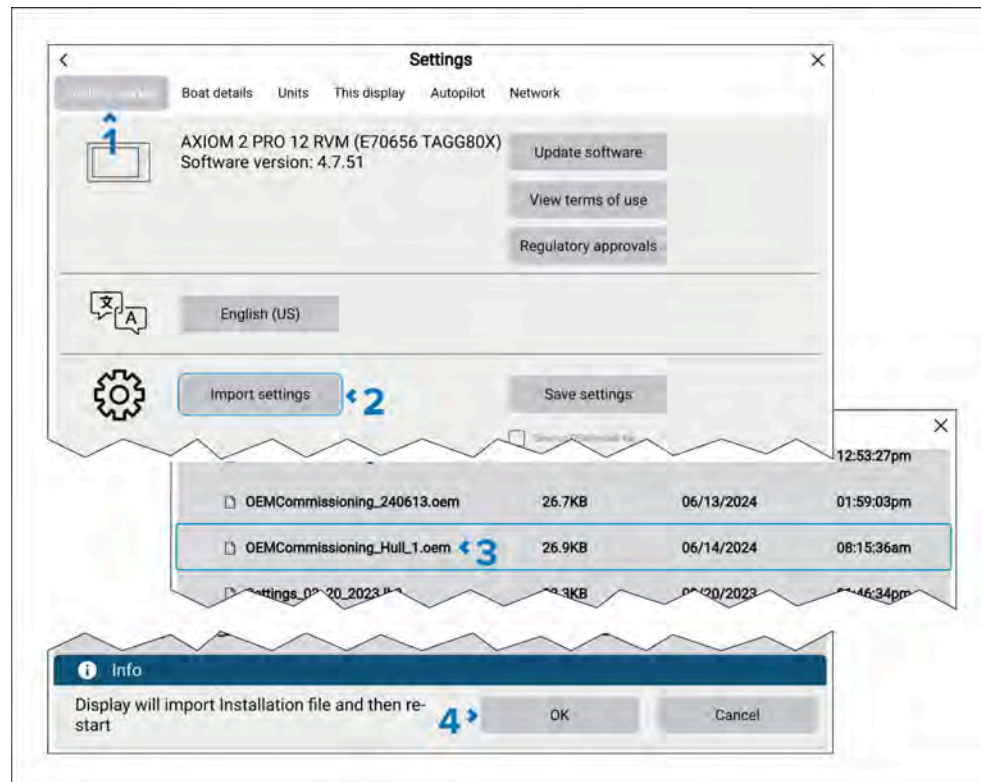 Settings
Boat details Units This display Autopilot Network
1
AXIOM 2 PRO 12 RVM (E70656 TAGG80X)
Software version: 4.7.51
Update software
View terms of use
Regulatory approvals
English (US)
Import settings
2
Save settings
12:53:27pm
OEMCommissioning_240613.oem 26.7KB 06/13/2024 01:59:03pm
OEMCommissioning_Hull_1.oem 3 26.9KB 06/14/2024 08:15:36am
Info
Display will import Installation file and then re-
start
4
OK
Cancel